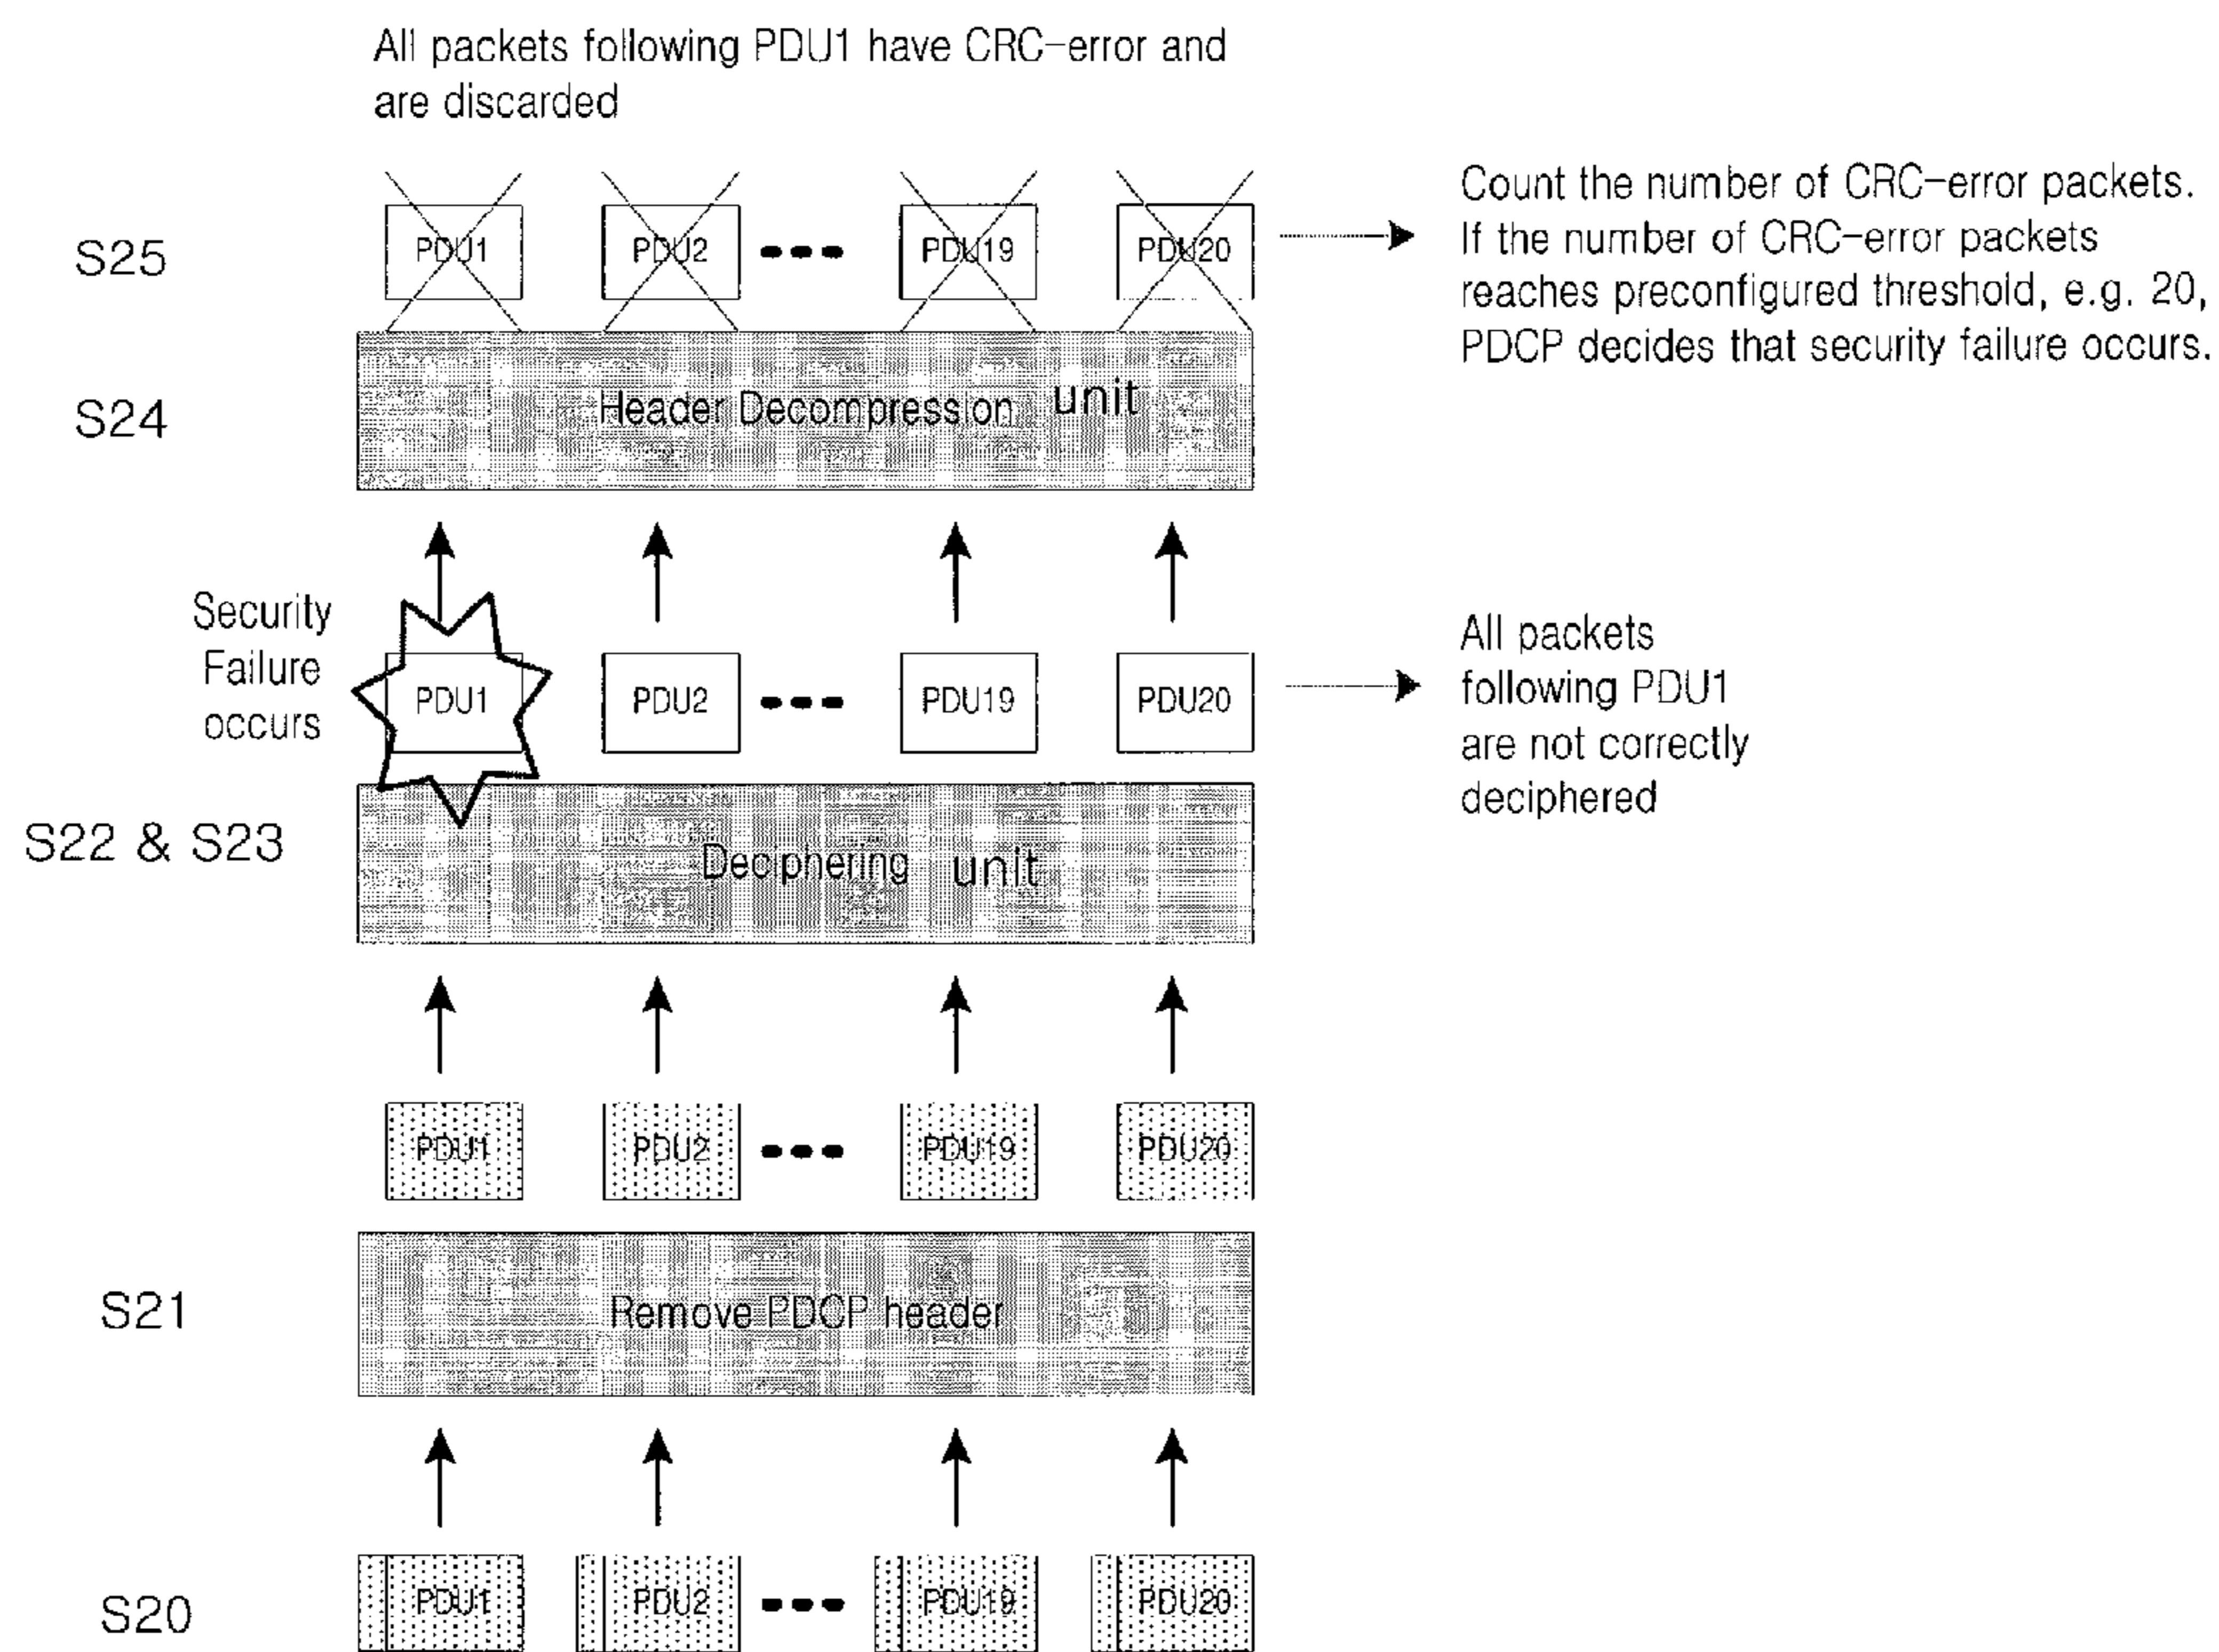 All packets following PDU1 have CRC-error and
are discarded
S25
PDU1
PDU2
PDU19
PDU20
Count the number of CRC-error packets.
If the number of CRC-error packets
reaches preconfigured threshold, e.g. 20,
PDCP decides that security failure occurs.
S24
Header Decompression unit
Security
Failure
occurs
PDU1
PDU2
PDU19
PDU20
All packets
following PDU1
are not correctly
deciphered
S22 & S23
Deciphering unit
PDU1
PDU2
PDU19
PDU20
S21
Remove PDCP header
S20
PDU1
PDU2
PDU19
PDU20